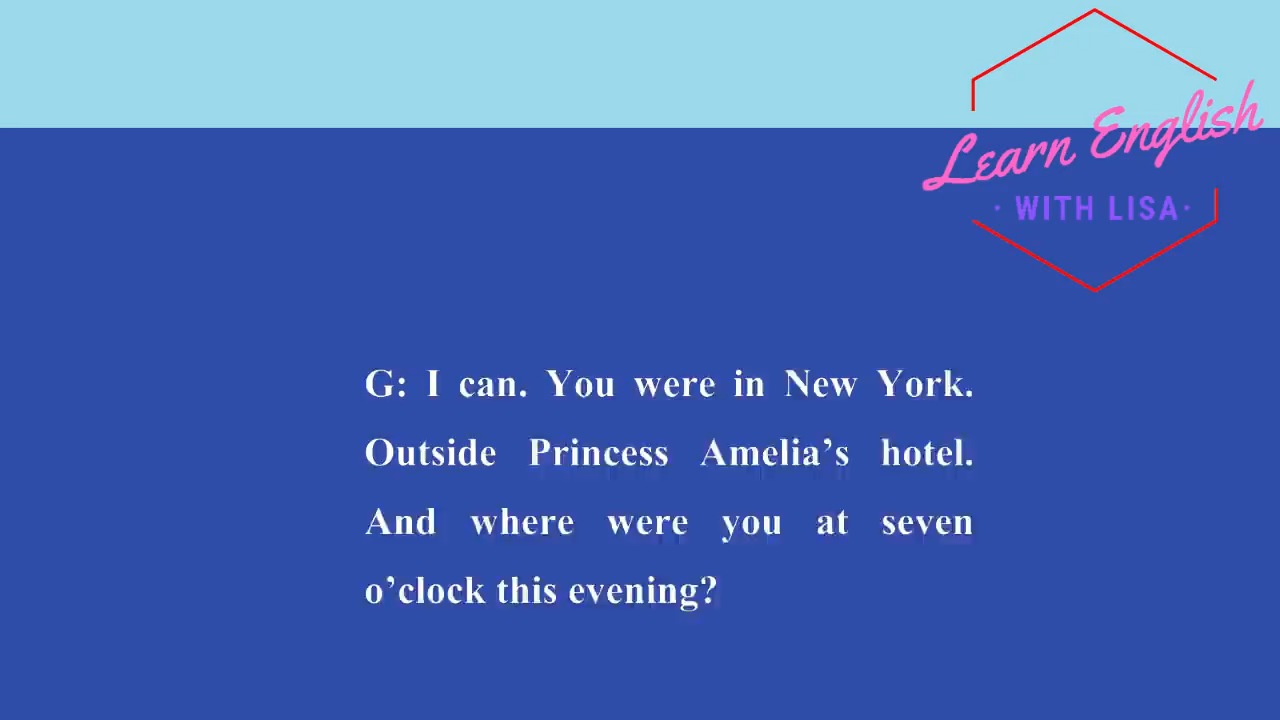 Learn English
· WITH LISA·
G: I can. You were in New York.
Outside Princess Amelia’s hotel.
And where were you at seven
o’clock this evening?